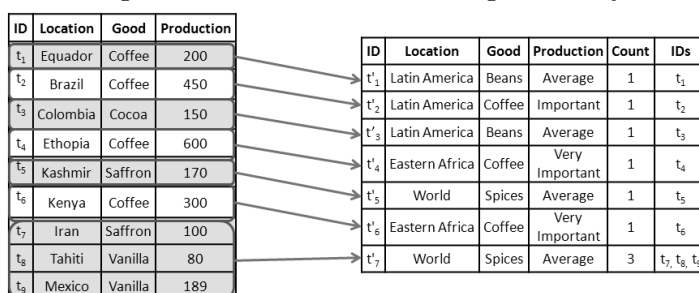 ID Location Good Production
t1 Equador Coffee 200
t2 Brazil Coffee 450
t3 Colombia Cocoa 150
t4 Ethopia Coffee 600
t5 Kashmir Saffron 170
t6 Kenya Coffee 300
t7 Iran Saffron 100
t8 Tahiti Vanilla 80
t9 Mexico Vanilla 189
ID Location Good Production Count IDs
t'1 Latin America Beans Average 1 t1
t'2 Latin America Coffee Important 1 t2
t'3 Latin America Beans Average 1 t3
t'4 Eastern Africa Coffee Very Important 1 t4
t'5 World Spices Average 1 t5
t'6 Eastern Africa Coffee Very Important 1 t6
t'7 World Spices Average 3 t7, t8, t9